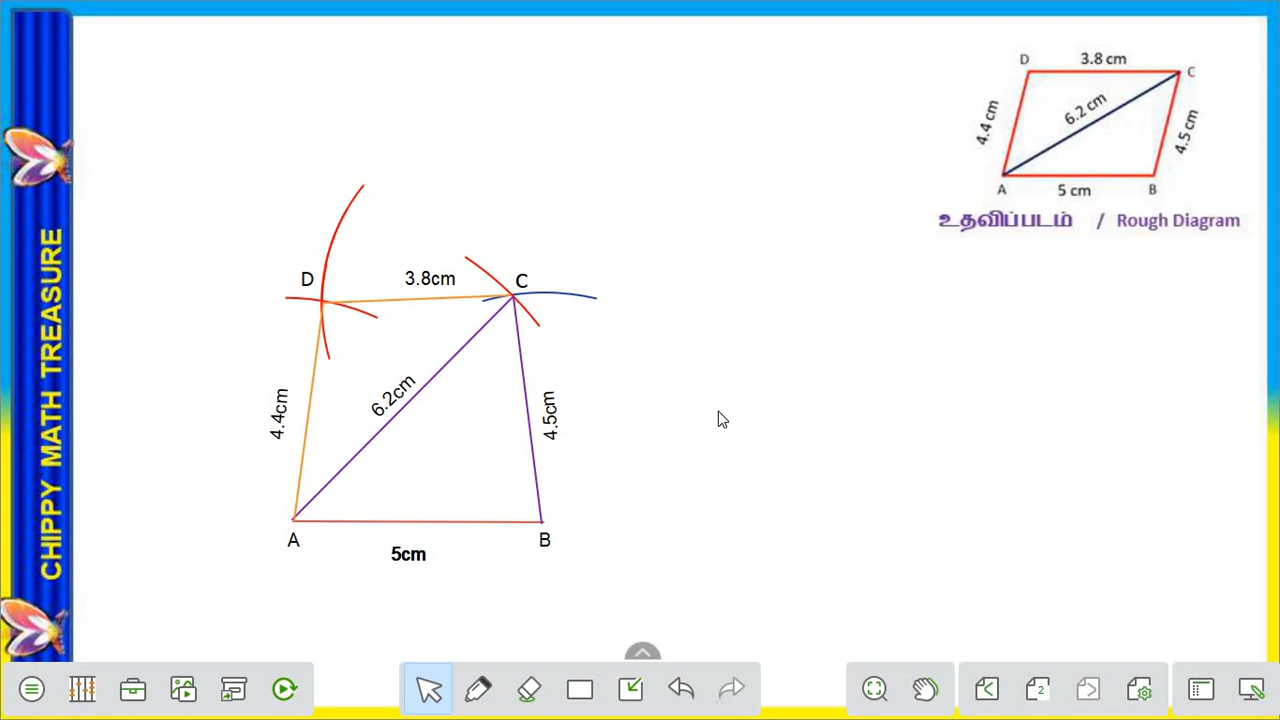 CHIPPY MATH TREASURE
D
3.8 cm
C
4.4 cm
6.2 cm
4.5 cm
A
5 cm
B
உதவிப்படம் / Rough Diagram
D
3.8cm
C
4.4cm
6.2cm
4.5cm
A
B
5cm
2